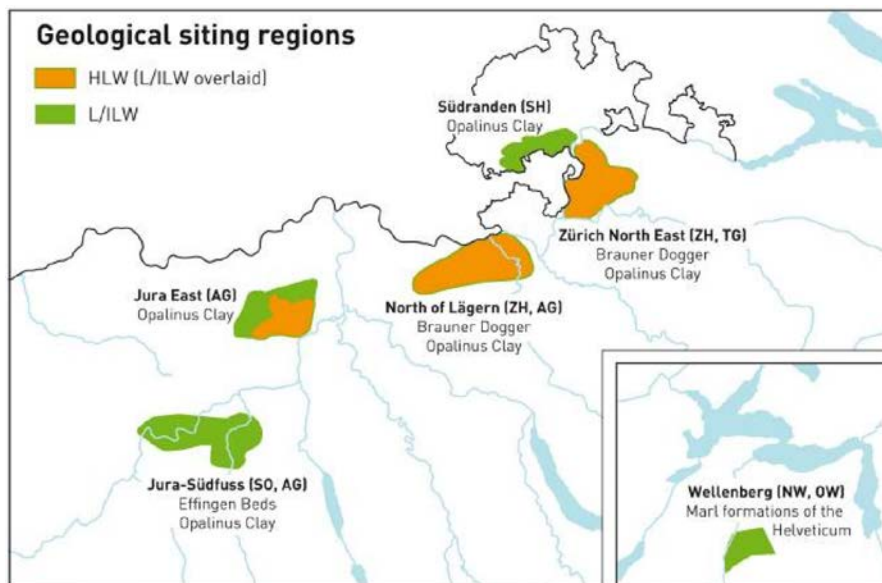 Geological siting regions
HLW (L/ILW overlaid)
L/ILW
Südranden (SH)
Opalinus Clay
Zürich North East (ZH, TG)
Brauner Dogger
Opalinus Clay
Jura East (AG)
Opalinus Clay
North of Lägern (ZH, AG)
Brauner Dogger
Opalinus Clay
Jura-Südfuss (SO, AG)
Effingen Beds
Opalinus Clay
Wellenberg (NW, OW)
Marl formations of the
Helveticum